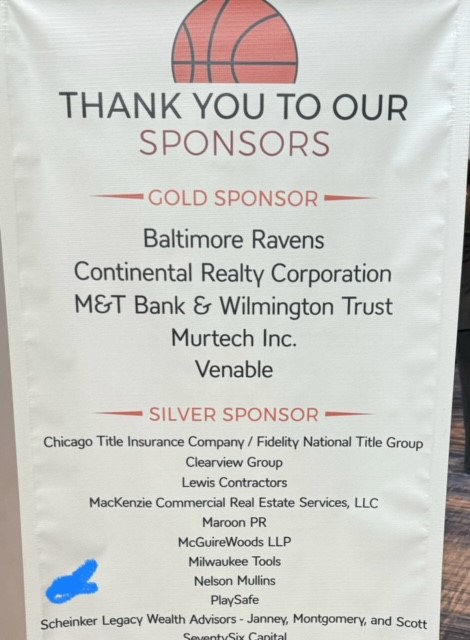 THANK YOU TO OUR
SPONSORS
GOLD SPONSOR
Baltimore Ravens
Continental Realty Corporation
M&T Bank & Wilmington Trust
Murtech Inc.
Venable
SILVER SPONSOR
Chicago Title Insurance Company / Fidelity National Title Group
Clearview Group
Lewis Contractors
MacKenzie Commercial Real Estate Services, LLC
Maroon PR
McGuireWoods LLP
Milwaukee Tools
Nelson Mullins
PlaySafe
Scheinker Legacy Wealth Advisors - Janney, Montgomery, and Scott
SeventySix Capital